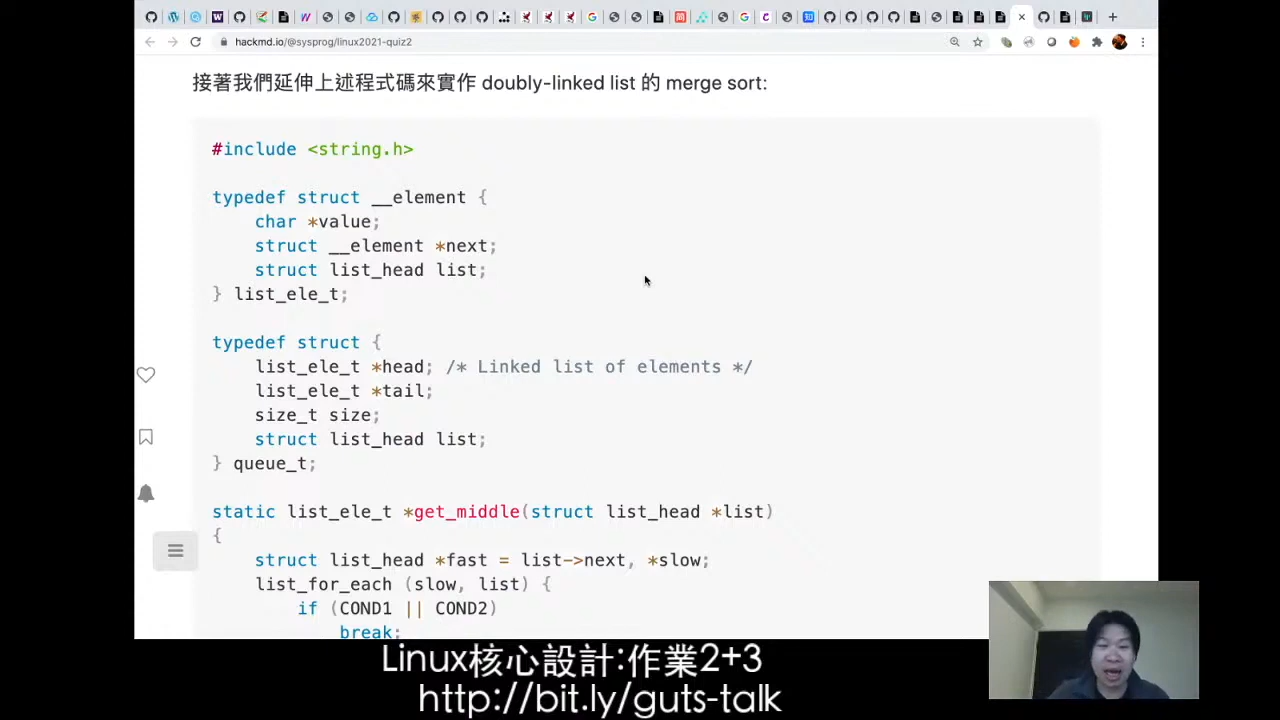 hackmd.io/@sysprog/linux2021-quiz2
接著我們延伸上述程式碼來實作 doubly-linked list 的 merge sort:
#include <string.h>
typedef struct __element {
char *value;
struct __element *next;
struct list_head list;
} list_ele_t;
typedef struct {
list_ele_t *head; /* Linked list of elements */
list_ele_t *tail;
size_t size;
struct list_head list;
} queue_t;
static list_ele_t *get_middle(struct list_head *list)
{
struct list_head *fast = list->next, *slow;
list_for_each (slow, list) {
if (COND1 || COND2)
break;
Linux核心設計:作業2+3
http://bit.ly/guts-talk